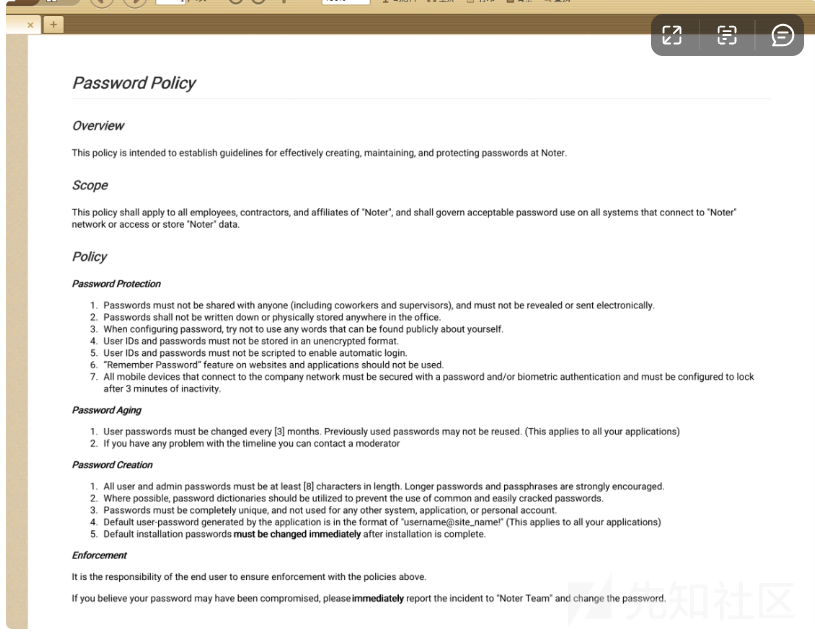 Password Policy
Overview
This policy is intended to establish guidelines for effectively creating, maintaining, and protecting passwords at Noter.
Scope
This policy shall apply to all employees, contractors, and affiliates of "Noter", and shall govern acceptable password use on all systems that connect to "Noter"
network or access or store "Noter" data.
Policy
Password Protection
1. Passwords must not be shared with anyone (including coworkers and supervisors), and must not be revealed or sent electronically.
2. Passwords shall not be written down or physically stored anywhere in the office.
3. When configuring password, try not to use any words that can be found publicly about yourself.
4. User IDs and passwords must not be stored in an unencrypted format.
5. User IDs and passwords must not be scripted to enable automatic login.
6. "Remember Password" feature on websites and applications should not be used.
7. All mobile devices that connect to the company network must be secured with a password and/or biometric authentication and must be configured to lock
after 3 minutes of inactivity.
Password Aging
1. User passwords must be changed every [3] months. Previously used passwords may not be reused. (This applies to all your applications)
2. If you have any problem with the timeline you can contact a moderator
Password Creation
1. All user and admin passwords must be at least [8] characters in length. Longer passwords and passphrases are strongly encouraged.
2. Where possible, password dictionaries should be utilized to prevent the use of common and easily cracked passwords.
3. Passwords must be completely unique, and not used for any other system, application, or personal account.
4. Default user-password generated by the application is in the format of "username@site_name!" (This applies to all your applications)
5. Default installation passwords must be changed immediately after installation is complete.
Enforcement
It is the responsibility of the end user to ensure enforcement with the policies above.
If you believe your password may have been compromised, please immediately report the incident to "Noter Team" and change the password.
先知社区